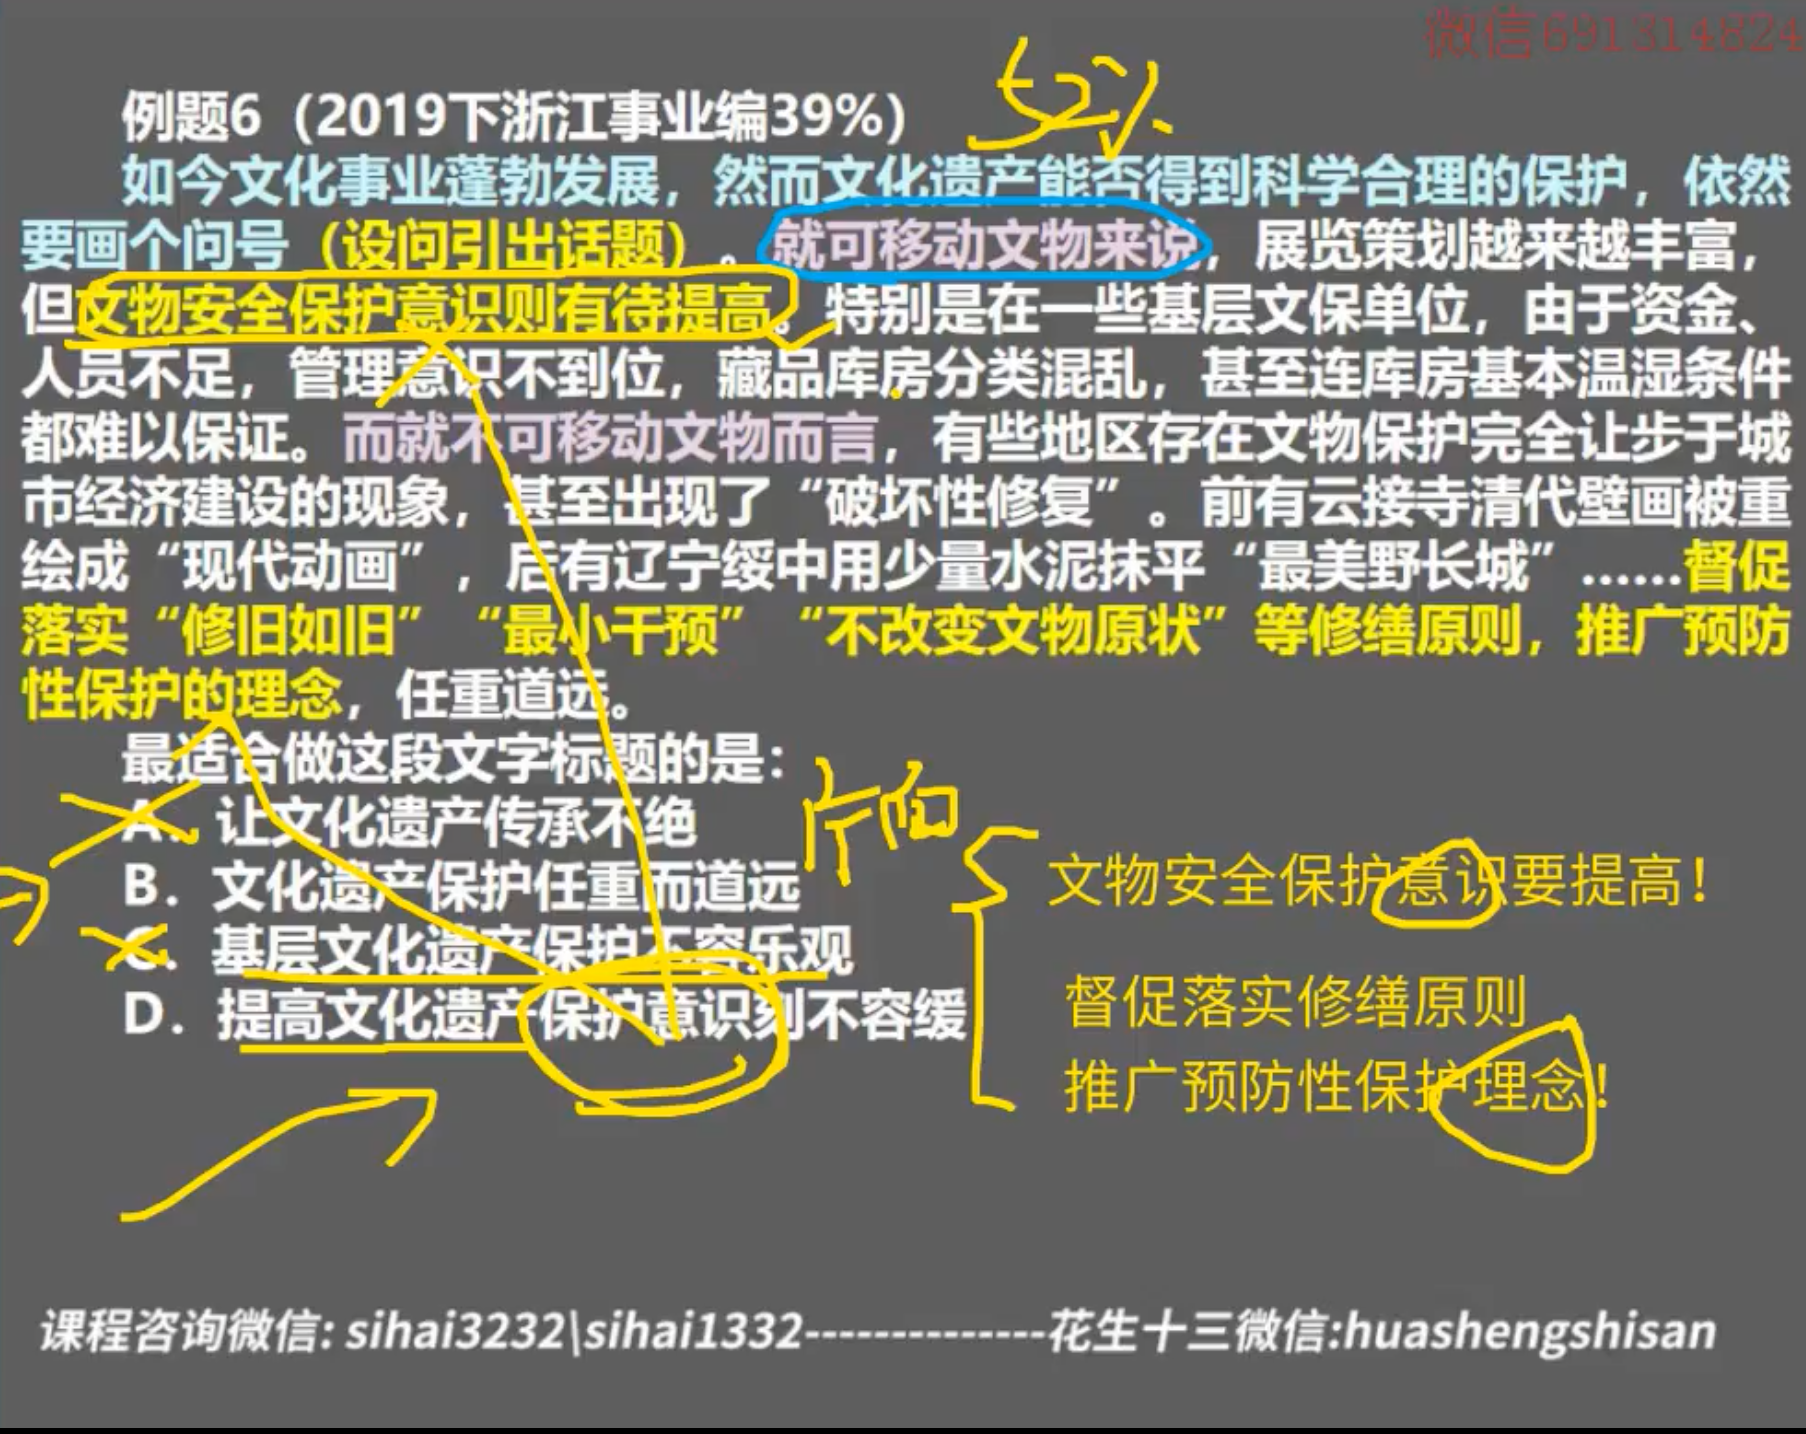 微信691314824
例题6（2019下浙江事业编39%）
如今文化事业蓬勃发展，然而文化遗产能否得到科学合理的保护，依然
要画个问号（设问引出话题）。就可移动文物来说，展览策划越来越丰富，
但文物安全保护意识则有待提高。特别是在一些基层文保单位，由于资金、
人员不足，管理意识不到位，藏品库房分类混乱，甚至连库房基本温湿条件
都难以保证。而就不可移动文物而言，有些地区存在文物保护完全让步于城
市经济建设的现象，甚至出现了“破坏性修复”。前有云接寺清代壁画被重
绘成“现代动画”，后有辽宁绥中用少量水泥抹平“最美野长城”……督促
落实“修旧如旧”“最小干预”“不改变文物原状”等修缮原则，推广预防
性保护的理念，任重道远。
最适合做这段文字标题的是：
A．让文化遗产传承不绝
B．文化遗产保护任重而道远
C．基层文化遗产保护不容乐观
D．提高文化遗产保护意识刻不容缓
片面
文物安全保护意识要提高！
督促落实修缮原则
推广预防性保护理念！
课程咨询微信: sihai3232\sihai1332--------------花生十三微信:huashengshisan